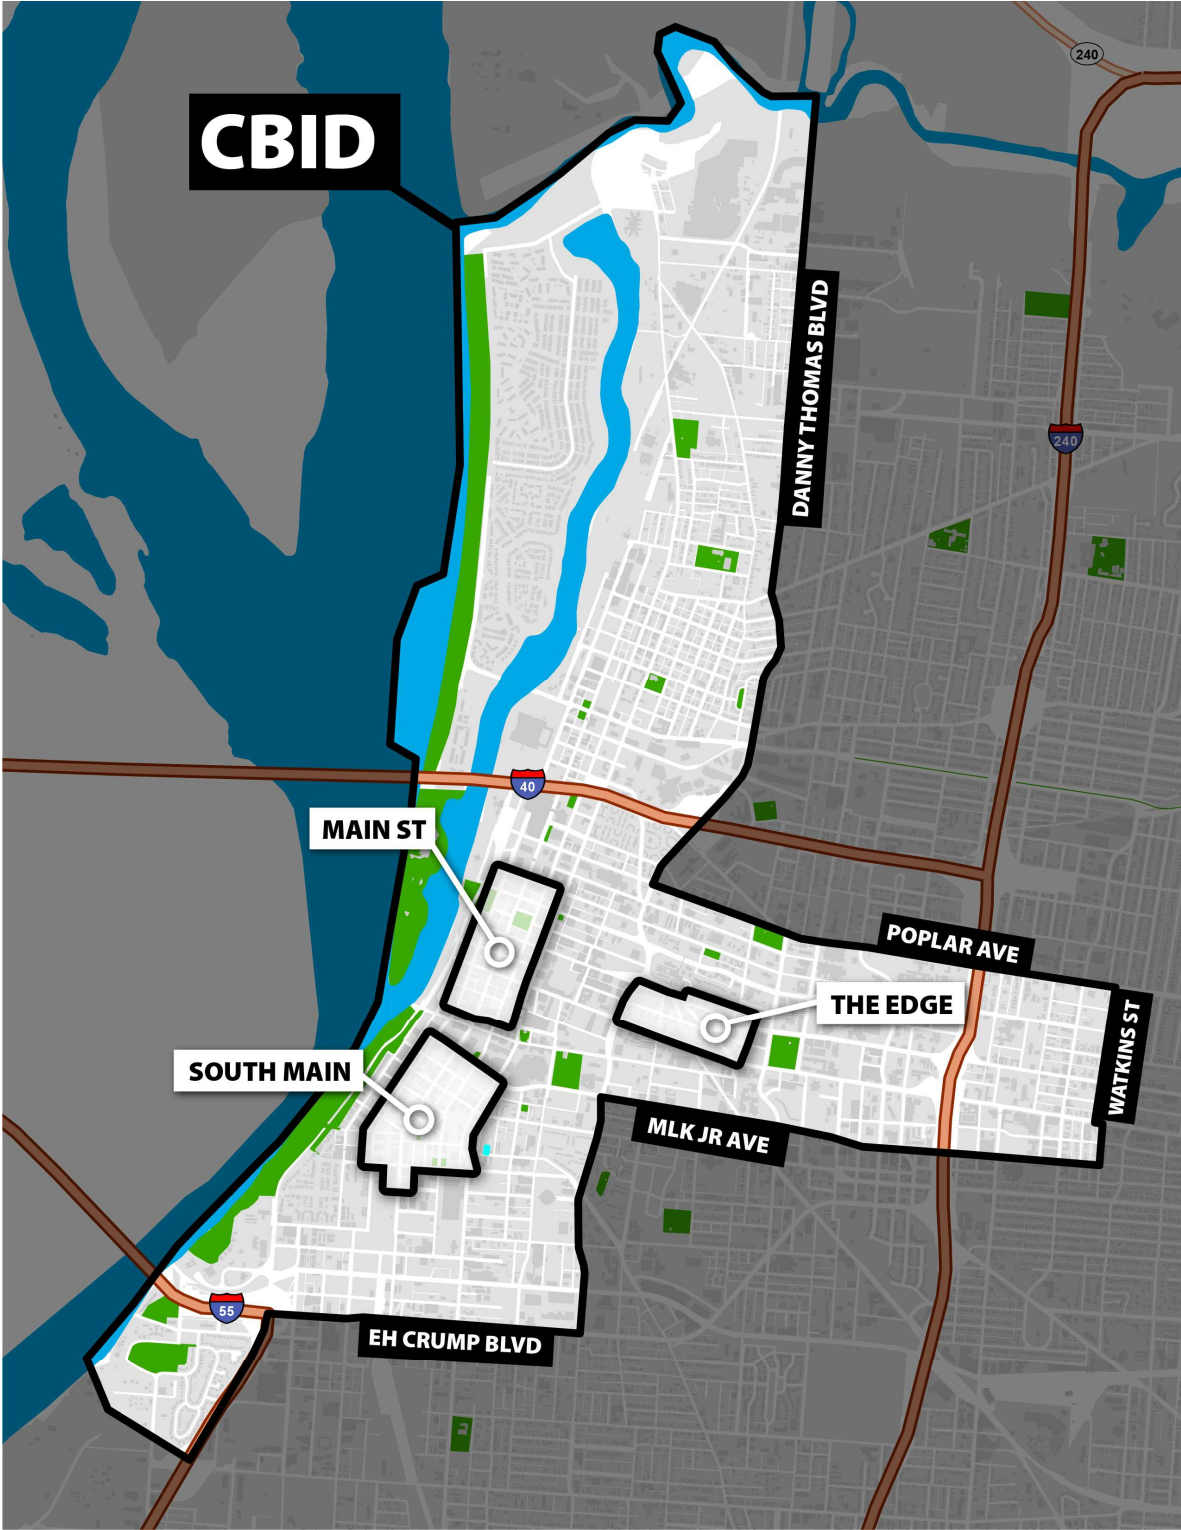 240
CBID
DANNY THOMAS BLVD
240
40
MAIN ST
POPLAR AVE
THE EDGE
WATKINS ST
SOUTH MAIN
MLK JR AVE
55
EH CRUMP BLVD